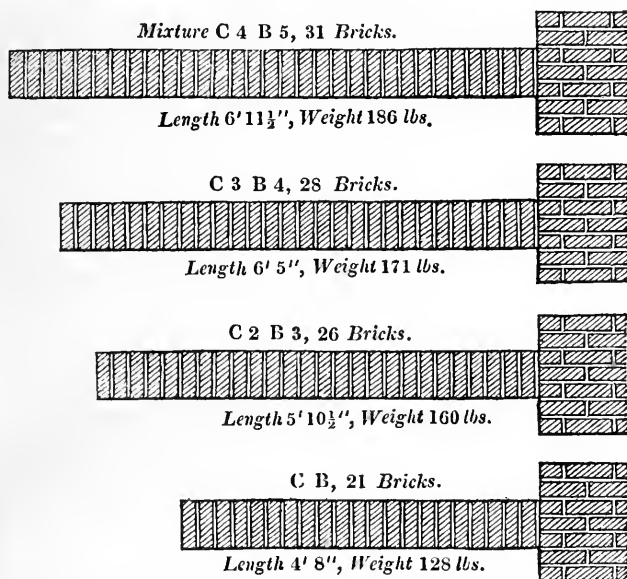 Mixture C 4 B 5, 31 Bricks.
Length 6' 11½", Weight 186 lbs.
C 3 B 4, 28 Bricks.
Length 6' 5", Weight 171 lbs.
C 2 B 3, 26 Bricks.
Length 5' 10½", Weight 160 lbs.
C B, 21 Bricks.
Length 4' 8", Weight 128 lbs.